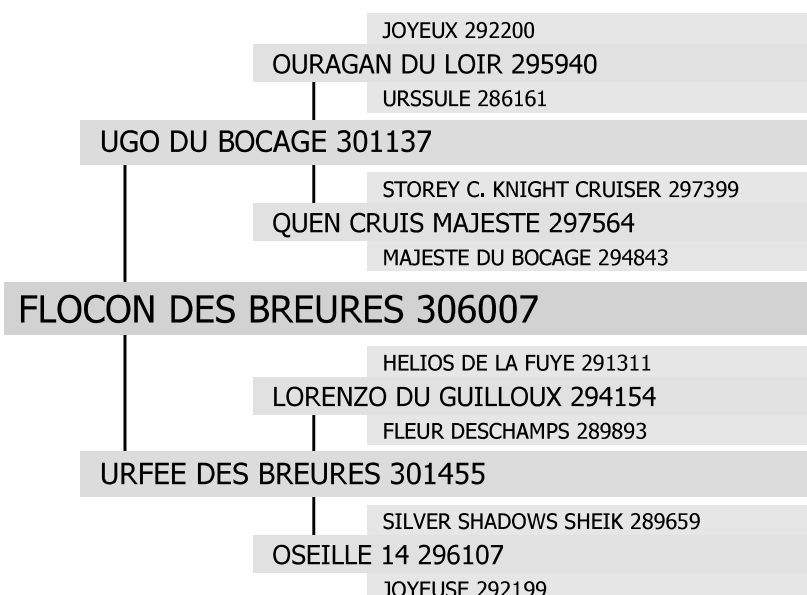 JOYEUX 292200
OURAGAN DU LOIR 295940
URSSULE 286161
UGO DU BOCAGE 301137
STOREY C. KNIGHT CRUISER 297399
QUEN CRUIS MAJESTE 297564
MAJESTE DU BOCAGE 294843
FLOCON DES BREURES 306007
HELIOS DE LA FUYE 291311
LORENZO DU GUILLOUX 294154
FLEUR DESCHAMPS 289893
URFEE DES BREURES 301455
SILVER SHADOWS SHEIK 289659
OSEILLE 14 296107
JOYEUSE 292199